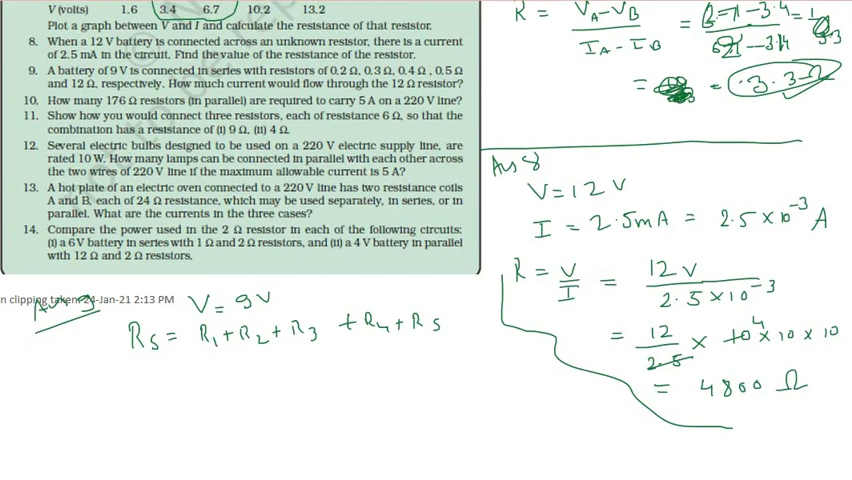 V (volts) 1.6 3.4 6.7 10.2 13.2
Plot a graph between V and I and calculate the resistance of that resistor.
8. When a 12 V battery is connected across an unknown resistor, there is a current
of 2.5 mA in the circuit. Find the value of the resistance of the resistor.
9. A battery of 9 V is connected in series with resistors of 0.2 Ω, 0.3 Ω, 0.4 Ω , 0.5 Ω
and 12 Ω, respectively. How much current would flow through the 12 Ω resistor?
10. How many 176 Ω resistors (in parallel) are required to carry 5 A on a 220 V line?
11. Show how you would connect three resistors, each of resistance 6 Ω, so that the
combination has a resistance of (i) 9 Ω, (ii) 4 Ω.
12. Several electric bulbs designed to be used on a 220 V electric supply line, are
rated 10 W. How many lamps can be connected in parallel with each other across
the two wires of 220 V line if the maximum allowable current is 5 A?
13. A hot plate of an electric oven connected to a 220 V line has two resistance coils
A and B, each of 24 Ω resistance, which may be used separately, in series, or in
parallel. What are the currents in the three cases?
14. Compare the power used in the 2 Ω resistor in each of the following circuits:
(i) a 6 V battery in series with 1 Ω and 2 Ω resistors, and (ii) a 4 V battery in parallel
with 12 Ω and 2 Ω resistors.
n clipping taken: 24-Jan-21 2:13 PM
Ans 9 V = 9V
RS = R1 + R2 + R3 + R4 + R5
R = VA - VB / IA - IB
= 3.3 Ω
Ans 8
V = 12 V
I = 2.5mA = 2.5 × 10⁻³ A
R = V/I = 12 V / 2.5 × 10⁻³
= 12 / 2.5 × 10⁴ × 10 × 10
= 4800 Ω